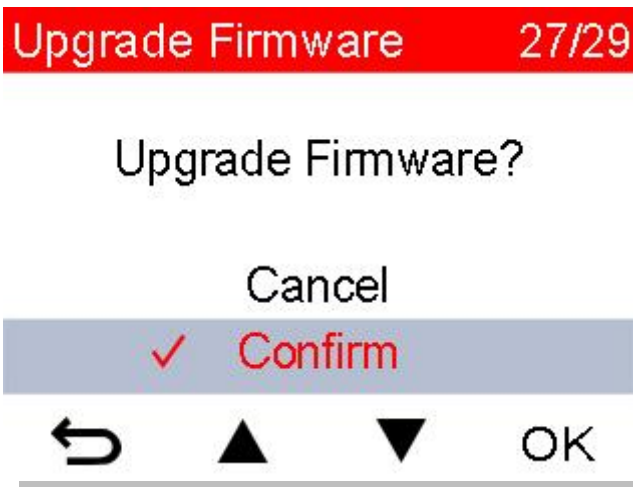 Upgrade Firmware 27/29
Upgrade Firmware?
Cancel
✓ Confirm
OK